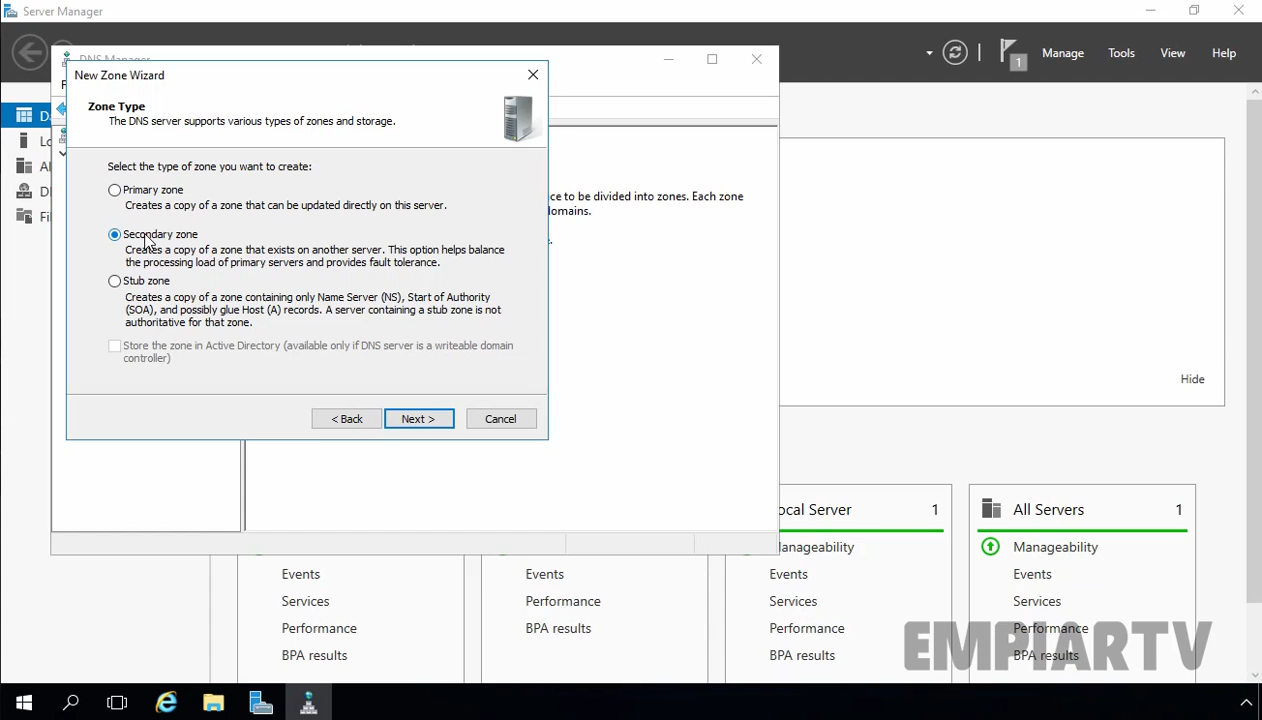 Server Manager
Manage Tools View Help
1
DNS Manager
New Zone Wizard
Zone Type
The DNS server supports various types of zones and storage.
Select the type of zone you want to create:
Primary zone
Creates a copy of a zone that can be updated directly on this server.
Secondary zone
Creates a copy of a zone that exists on another server. This option helps balance
the processing load of primary servers and provides fault tolerance.
Stub zone
Creates a copy of a zone containing only Name Server (NS), Start of Authority
(SOA), and possibly glue Host (A) records. A server containing a stub zone is not
authoritative for that zone.
Store the zone in Active Directory (available only if DNS server is a writeable domain
controller)
< Back Next > Cancel
ce to be divided into zones. Each zone
omains.
Hide
ocal Server 1
anageability
Events
Services
Performance
BPA results
All Servers 1
Manageability
Events
Services
Performance
BPA results
Events
Services
Performance
BPA results
Events
Performance
BPA results
EMPIARTV